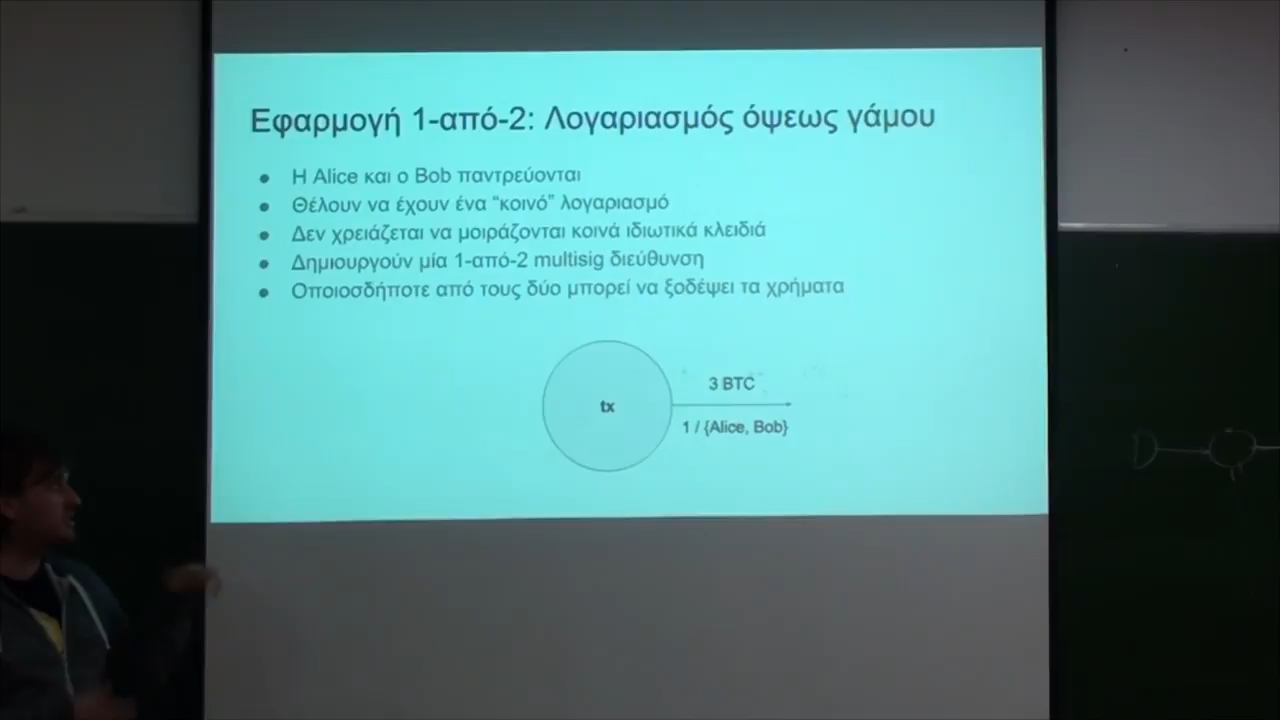 Εφαρμογή 1-από-2: Λογαριασμός όψεως γάμου
● Η Alice και ο Bob παντρεύονται
● Θέλουν να έχουν ένα “κοινό” λογαριασμό
● Δεν χρειάζεται να μοιράζονται κοινά ιδιωτικά κλειδιά
● Δημιουργούν μία 1-από-2 multisig διεύθυνση
● Οποιοσδήποτε από τους δύο μπορεί να ξοδέψει τα χρήματα
3 BTC
tx
1 / {Alice, Bob}